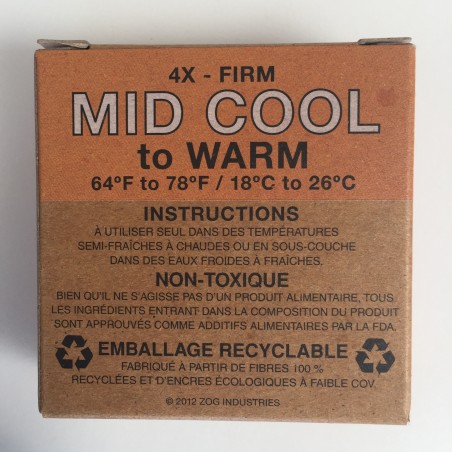 4X - FIRM
MID COOL
to WARM
64°F to 78°F / 18°C to 26°C
INSTRUCTIONS
À UTILISER SEUL DANS DES TEMPÉRATURES
SEMI-FRAÎCHES À CHAUDES OU EN SOUS-COUCHE
DANS DES EAUX FROIDES À FRAÎCHES.
NON-TOXIQUE
BIEN QU'IL NE S'AGISSE PAS D'UN PRODUIT ALIMENTAIRE, TOUS
LES INGRÉDIENTS ENTRANT DANS LA COMPOSITION DU PRODUIT
SONT APPROUVÉS COMME ADDITIFS ALIMENTAIRES PAR LA FDA.
EMBALLAGE RECYCLABLE
FABRIQUÉ À PARTIR DE FIBRES 100 %
RECYCLÉES ET D'ENCRES ÉCOLOGIQUES À FAIBLE COV.
© 2012 ZOG INDUSTRIES